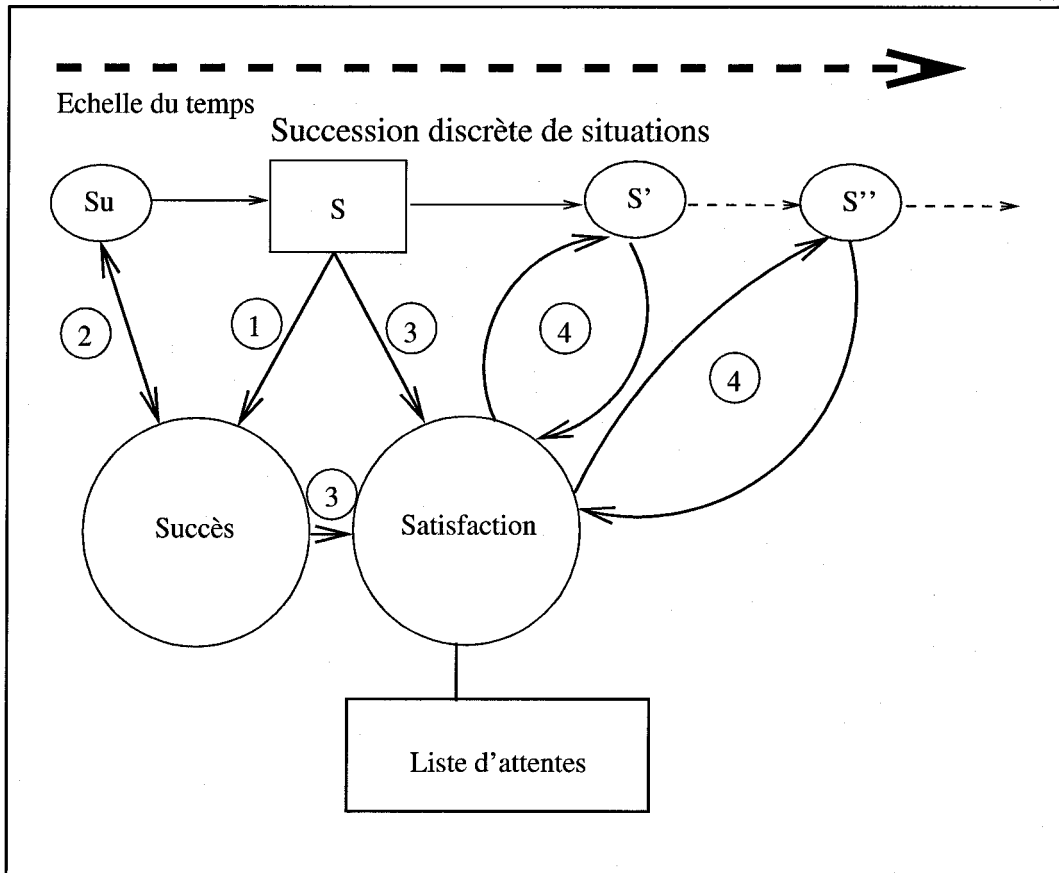 Echelle du temps
Succession discrète de situations
Su
S
S'
S''
2
1
3
4
4
3
Succès
Satisfaction
Liste d'attentes